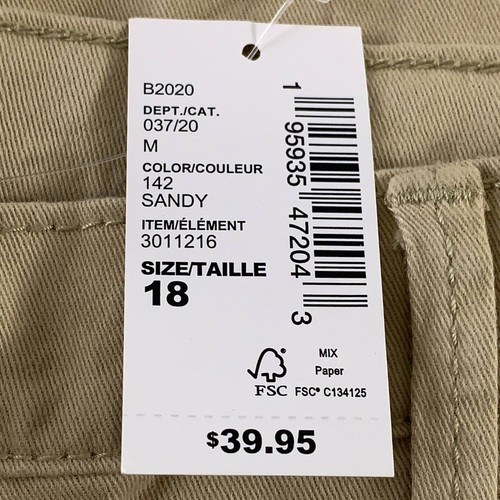 B2020
DEPT./CAT.
037/20
M
COLOR/COULEUR
142
SANDY
ITEM/ÉLÉMENT
3011216
SIZE/TAILLE
18
1 95935 47204 3
FSC
MIX
Paper
FSC® C134125
$39.95